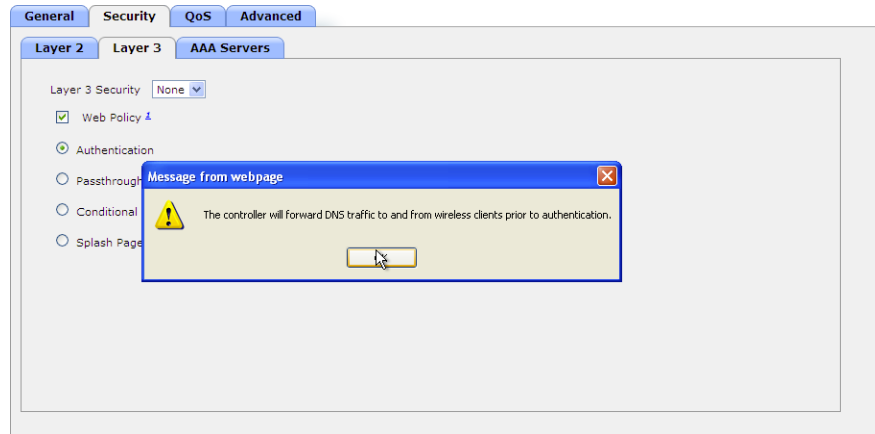 General Security QoS Advanced
Layer 2 Layer 3 AAA Servers
Layer 3 Security None
Web Policy 1
Authentication
Passthrough
Conditional
Splash Page
Message from webpage
The controller will forward DNS traffic to and from wireless clients prior to authentication.